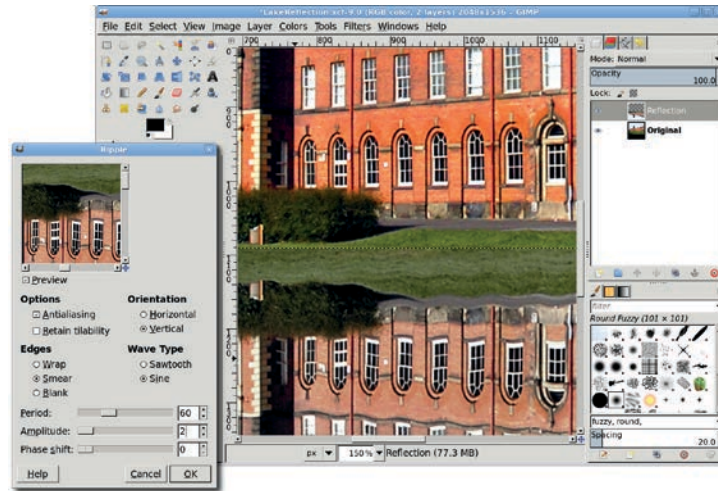 *LakeReflection.xcf-9.0 (RGB color, 2 layers) 2048x1536 – GIMP
File Edit Select View Image Layer Colors Tools Filters Windows Help
700 800 900 1000 1100
Mode: Normal
Opacity 100.0
Lock:
Reflection
Original
Ripple
Preview
Options Orientation
Antialiasing Horizontal
Retain tilability Vertical
Edges Wave Type
Wrap Sawtooth
Smear Sine
Blank
Period: 60
Amplitude: 2
Phase shift: 0
Help Cancel OK
px 150% Reflection (77.3 MB)
filter
Round Fuzzy (101 × 101)
fuzzy, round,
Spacing 20.0